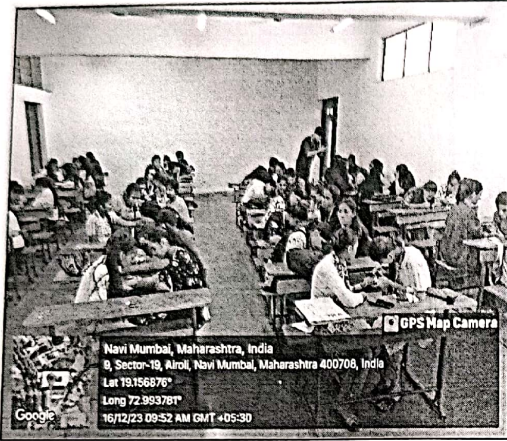 GPS Map Camera
Navi Mumbai, Maharashtra, India
9, Sector-19, Airoli, Navi Mumbai, Maharashtra 400708, India
Lat 19.156876°
Long 72.993781°
16/12/23 09:52 AM GMT +05:30
Google